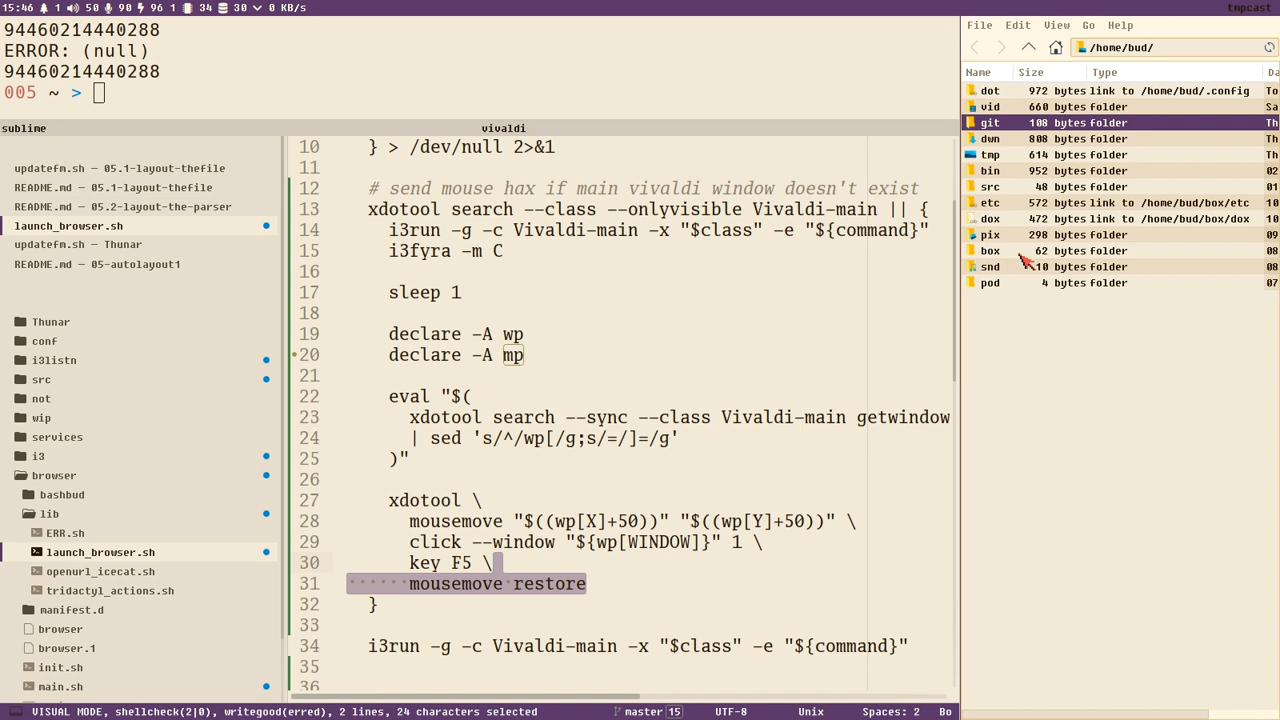 15:46 1 50 90 96 1 34 30 0 KB/s
tmpcast
94460214440288
ERROR: (null)
94460214440288
005 ~ >
sublime
vivaldi
updatefm.sh — 05.1-layout-thefile
README.md — 05.1-layout-thefile
README.md — 05.2-layout-the-parser
launch_browser.sh
updatefm.sh — Thunar
README.md — 05-autolayout1
Thunar
conf
i3listn
src
not
wip
services
i3
browser
bashbud
lib
ERR.sh
launch_browser.sh
openurl_icecat.sh
tridactyl_actions.sh
manifest.d
browser
browser.1
init.sh
main.sh
10 } > /dev/null 2>&1
11
12 # send mouse hax if main vivaldi window doesn't exist
13 xdotool search --class --onlyvisible Vivaldi-main || {
14 i3run -g -c Vivaldi-main -x "$class" -e "${command}"
15 i3fyra -m C
16
17 sleep 1
18
19 declare -A wp
20 declare -A mp
21
22 eval "$(
23 xdotool search --sync --class Vivaldi-main getwindow
24 | sed 's/^/wp[/g;s/=/]=/g'
25 )"
26
27 xdotool \
28 mousemove "$((wp[X]+50))" "$((wp[Y]+50))" \
29 click --window "${wp[WINDOW]}" 1 \
30 key F5 \
31 mousemove restore
32 }
33
34 i3run -g -c Vivaldi-main -x "$class" -e "${command}"
35
36
VISUAL MODE, shellcheck(2|0), writegood(erred), 2 lines, 24 characters selected
master 15 UTF-8 Unix Spaces: 2 Bo
File Edit View Go Help
/home/bud/
Name Size Type Da
dot 972 bytes link to /home/bud/.config To
vid 660 bytes folder Sa
git 108 bytes folder Th
dwn 808 bytes folder Th
tmp 614 bytes folder Th
bin 952 bytes folder 02
src 48 bytes folder 01
etc 572 bytes link to /home/bud/box/etc 09
dox 472 bytes link to /home/bud/box/dox 09
pix 298 bytes folder 09
box 62 bytes folder 08
snd 10 bytes folder 08
pod 4 bytes folder 07